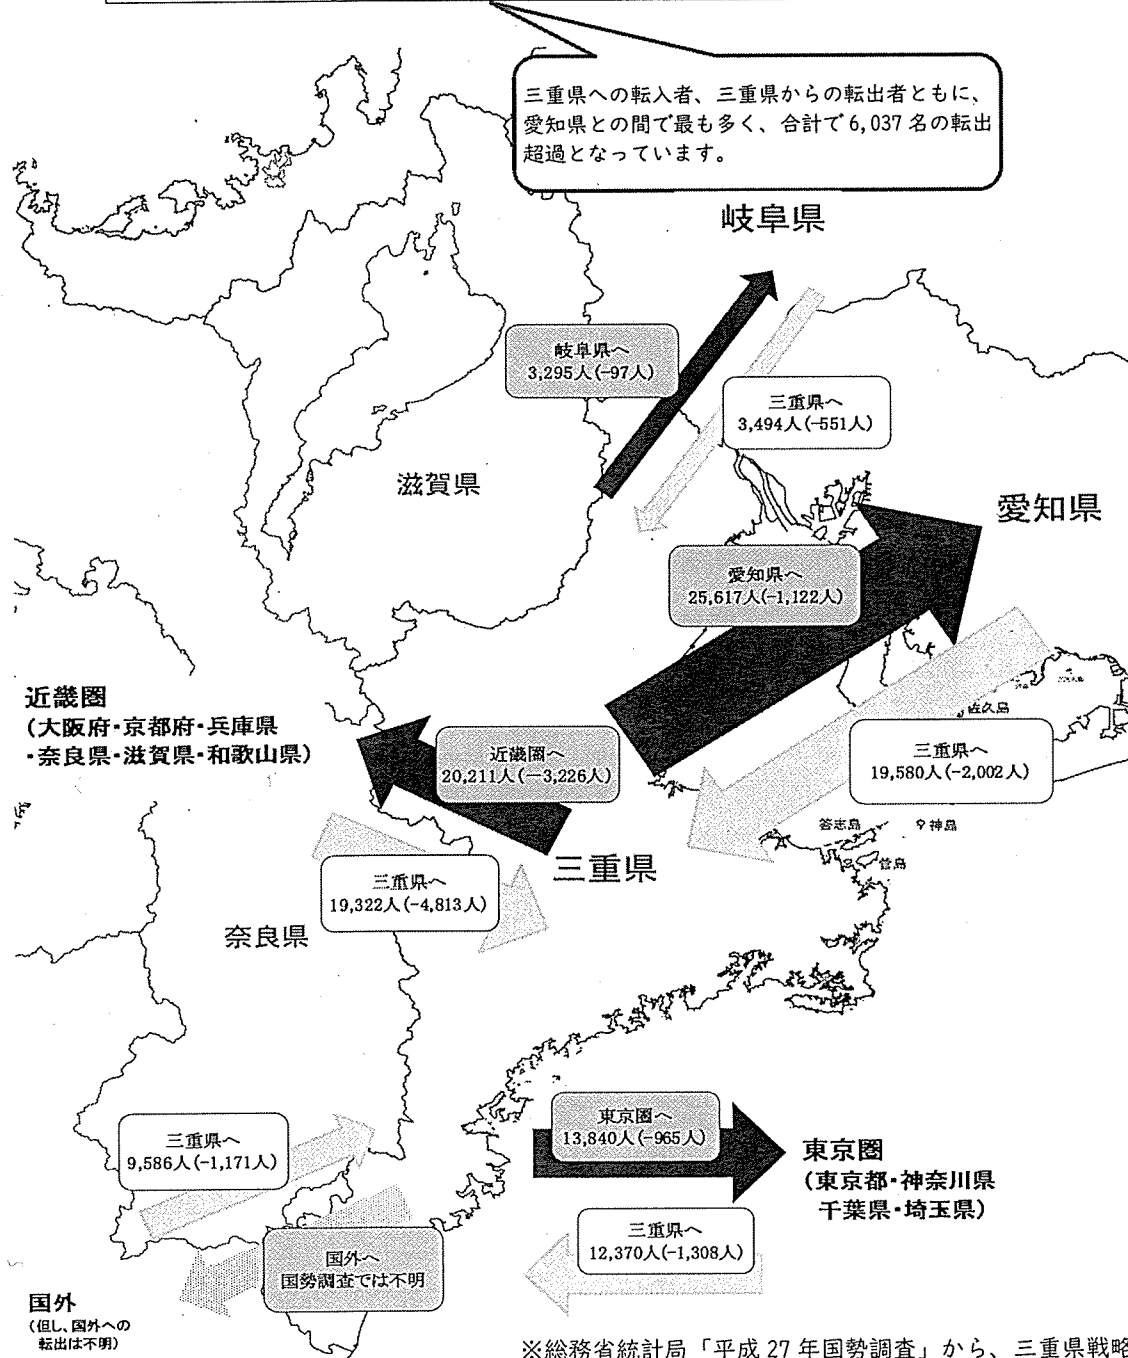 三重県への転入者、三重県からの転出者ともに、
愛知県との間で最も多く、合計で6,037名の転出
超過となっています。
岐阜県
岐阜県へ
3,295人(-97人)
三重県へ
3,494人(-551人)
滋賀県
愛知県
愛知県へ
25,617人(-1,122人)
近畿圏
(大阪府・京都府・兵庫県
・奈良県・滋賀県・和歌山県)
佐久島
近畿圏へ
20,211人(―3,226人)
三重県へ
19,580人(-2,002人)
答志島
神島
菅島
三重県
三重県へ
19,322人(-4,813人)
奈良県
三重県へ
9,586人(-1,171人)
東京圏へ
13,840人(-965人)
東京圏
(東京都・神奈川県
千葉県・埼玉県)
三重県へ
12,370人(-1,308人)
国外へ
国勢調査では不明
国外
(但し、国外への
転出は不明)
※総務省統計局「平成27年国勢調査」から、三重県戦略